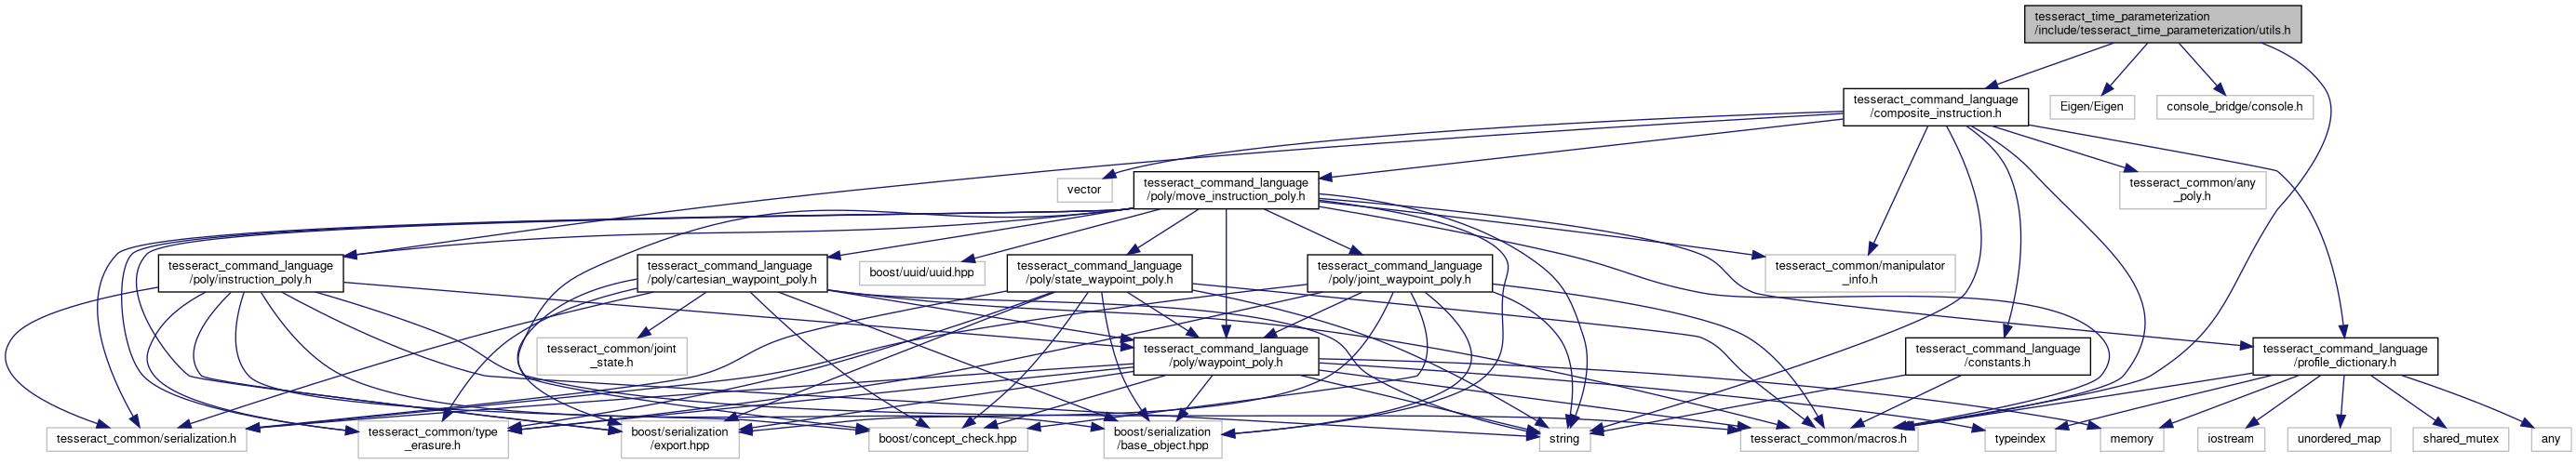 tesseract_time_parameterization
/include/tesseract_time_parameterization/utils.h
tesseract_command_language
/composite_instruction.h
Eigen/Eigen
console_bridge/console.h
vector
tesseract_command_language
/poly/move_instruction_poly.h
tesseract_common/any
_poly.h
tesseract_command_language
/poly/instruction_poly.h
tesseract_command_language
/poly/cartesian_waypoint_poly.h
boost/uuid/uuid.hpp
tesseract_command_language
/poly/state_waypoint_poly.h
tesseract_command_language
/poly/joint_waypoint_poly.h
tesseract_common/manipulator
_info.h
tesseract_common/joint
_state.h
tesseract_command_language
/poly/waypoint_poly.h
tesseract_command_language
/constants.h
tesseract_command_language
/profile_dictionary.h
tesseract_common/serialization.h
tesseract_common/type
_erasure.h
boost/serialization
/export.hpp
boost/concept_check.hpp
boost/serialization
/base_object.hpp
string
tesseract_common/macros.h
typeindex
memory
iostream
unordered_map
shared_mutex
any